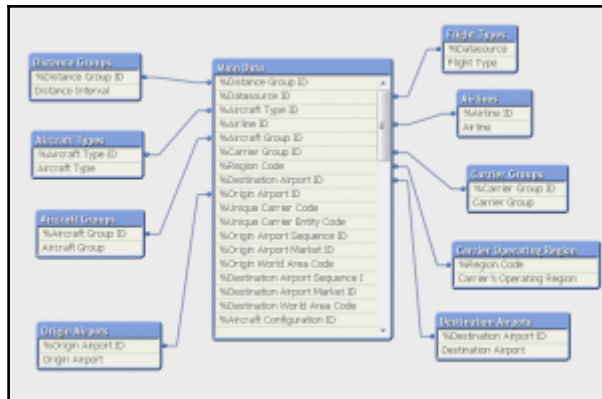 Distance Groups
%Distance Group ID
Distance Interval
Aircraft Types
%Aircraft Type ID
Aircraft Type
Aircraft Groups
%Aircraft Group ID
Aircraft Group
Origin Airports
%Origin Airport ID
Origin Airport
Main Data
%Distance Group ID
%Datasource ID
%Aircraft Type ID
%Airline ID
%Aircraft Group ID
%Carrier Group ID
%Region Code
%Destination Airport ID
%Origin Airport ID
%Unique Carrier Code
%Unique Carrier Entity Code
%Origin Airport Sequence ID
%Origin Airport Market ID
%Origin World Area Code
%Destination Airport Sequence I
%Destination Airport Market ID
%Destination World Area Code
%Aircraft Configuration ID
Flight Types
%Datasource
Flight Type
Airlines
%Airline ID
Airline
Carrier Groups
%Carrier Group ID
Carrier Group
Carrier Operating Region
%Region Code
Carrier's Operating Region
Destination Airpots
%Destination Airport ID
Destination Airport